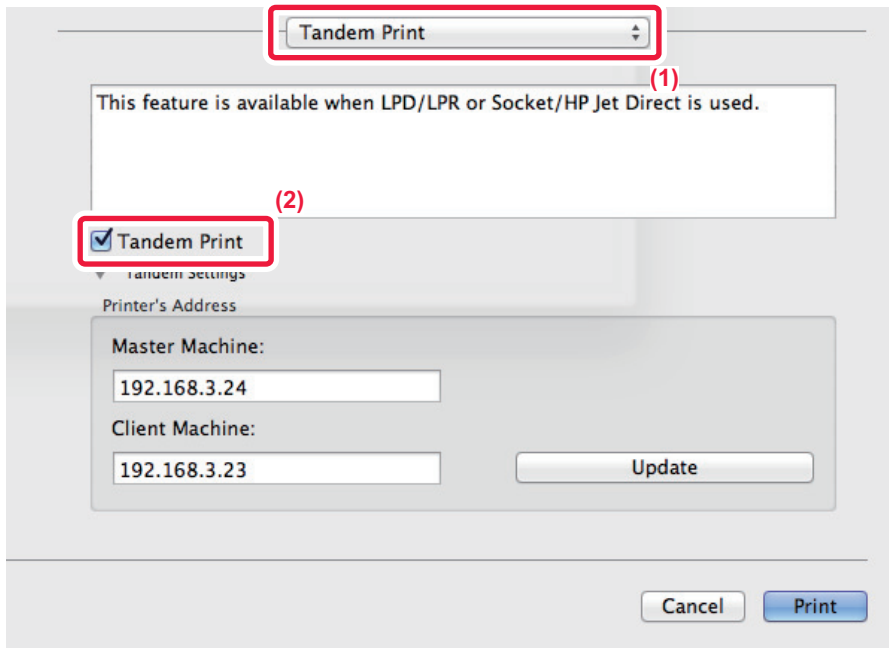 Tandem Print
(1)
This feature is available when LPD/LPR or Socket/HP Jet Direct is used.
(2)
Tandem Print
Tandem Settings
Printer's Address
Master Machine:
192.168.3.24
Client Machine:
192.168.3.23
Update
Cancel
Print